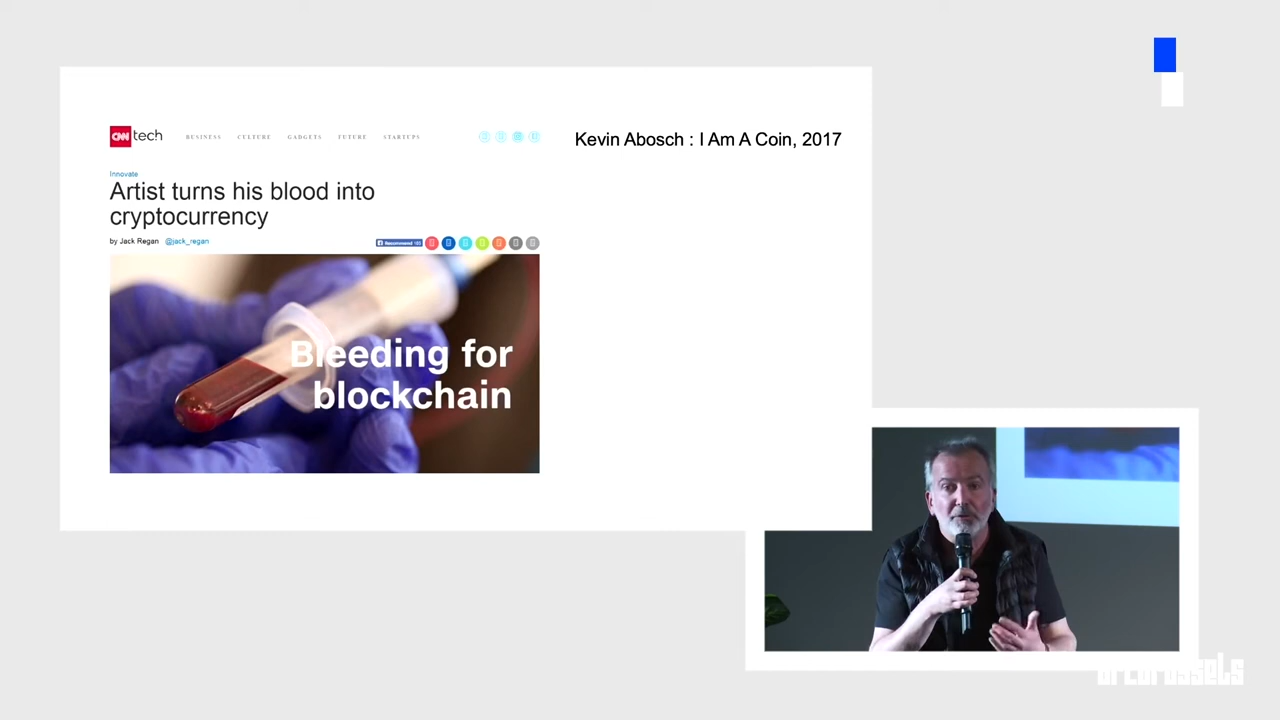 CNN tech
BUSINESS CULTURE GADGETS FUTURE STARTUPS
Kevin Abosch : I Am A Coin, 2017
Innovate
Artist turns his blood into
cryptocurrency
by Jack Regan @jack_regan
Recommend
Bleeding for
blockchain